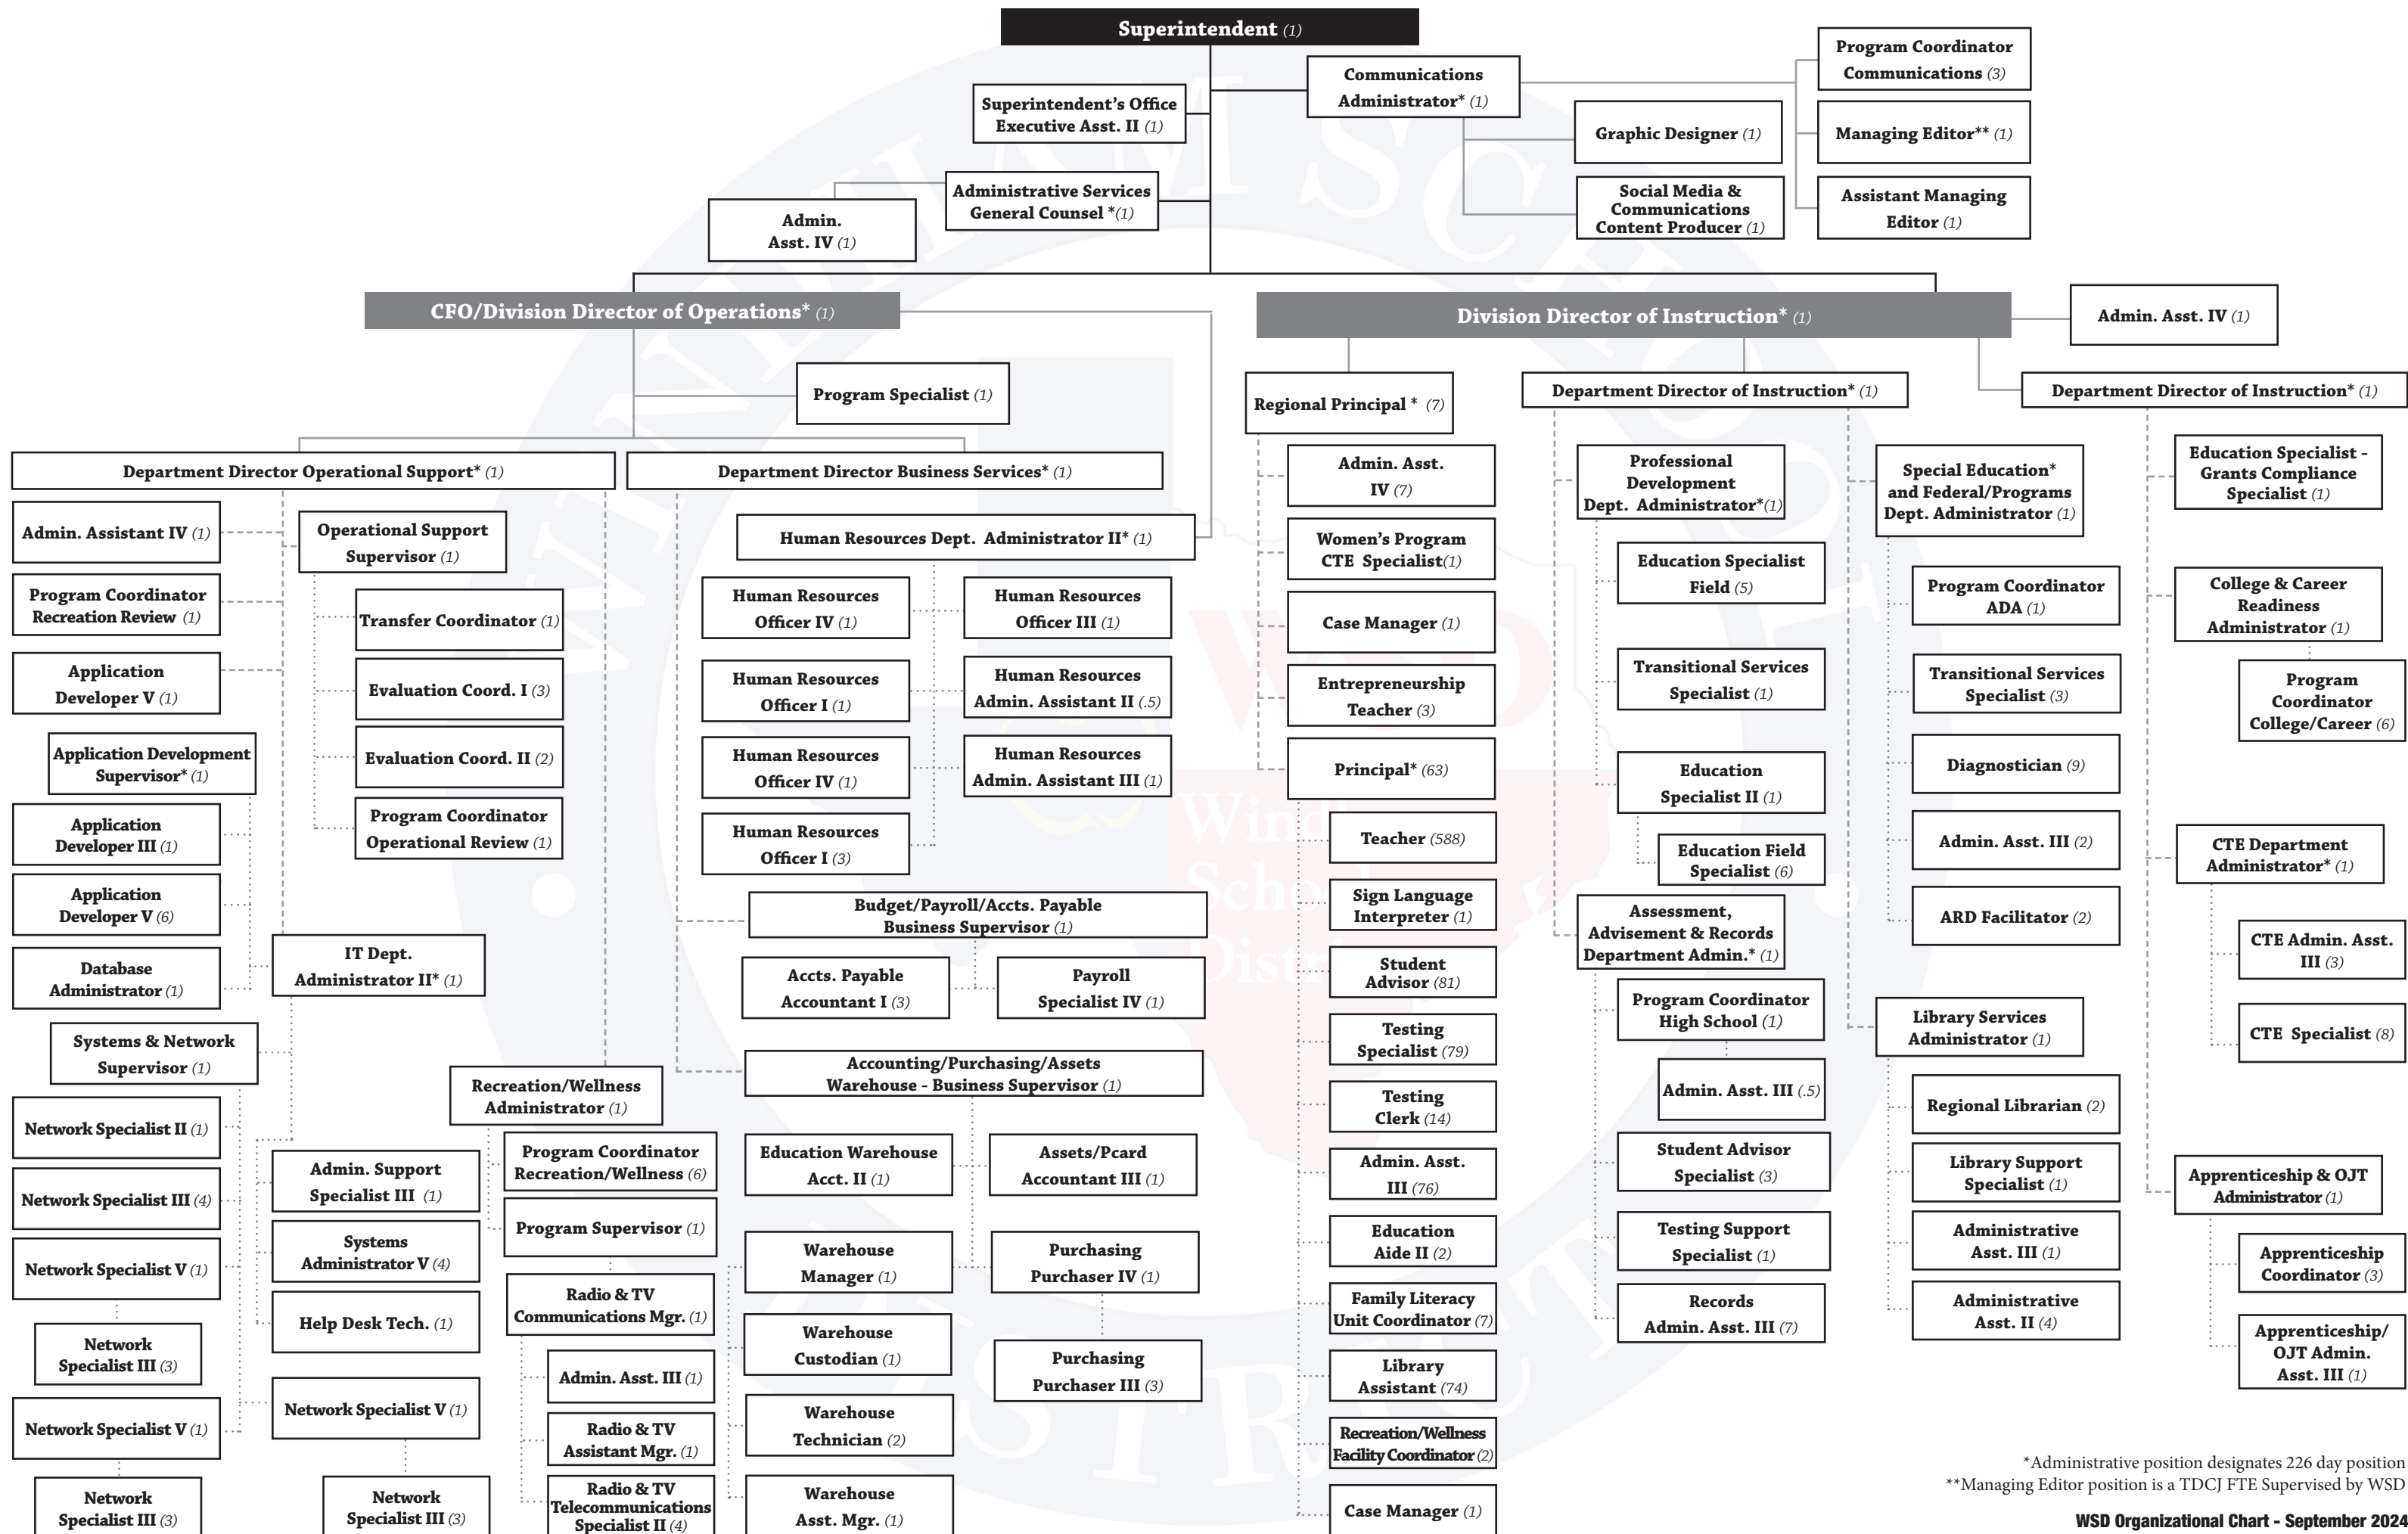 Superintendent (1)
Communications
Administrator* (1)
Program Coordinator
Communications (3)
Superintendent's Office
Executive Asst. II (1)
Graphic Designer (1)
Managing Editor** (1)
Administrative Services
General Counsel *(1)
Social Media &
Communications
Content Producer (1)
Assistant Managing
Editor (1)
Admin.
Asst. IV (1)
CFO/Division Director of Operations* (1)
Division Director of Instruction* (1)
Admin. Asst. IV (1)
Program Specialist (1)
Regional Principal * (7)
Department Director of Instruction* (1)
Department Director of Instruction* (1)
Department Director Operational Support* (1)
Department Director Business Services* (1)
Admin. Assistant IV (1)
Program Coordinator
Recreation Review (1)
Application
Developer V (1)
Application Development
Supervisor* (1)
Application
Developer III (1)
Application
Developer V (6)
Database
Administrator (1)
Operational Support
Supervisor (1)
Transfer Coordinator (1)
Evaluation Coord. I (3)
Evaluation Coord. II (2)
Program Coordinator
Operational Review (1)
IT Dept.
Administrator II* (1)
Systems & Network
Supervisor (1)
Network Specialist II (1)
Network Specialist III (4)
Network Specialist V (1)
Network
Specialist III (3)
Network Specialist V (1)
Network
Specialist III (3)
Admin. Support
Specialist III (1)
Systems
Administrator V (4)
Help Desk Tech. (1)
Network Specialist V (1)
Network
Specialist III (3)
Recreation/Wellness
Administrator (1)
Program Coordinator
Recreation/Wellness (6)
Program Supervisor (1)
Radio & TV
Communications Mgr. (1)
Admin. Asst. III (1)
Radio & TV
Assistant Mgr. (1)
Radio & TV
Telecommunications
Specialist II (4)
Human Resources Dept. Administrator II* (1)
Human Resources
Officer IV (1)
Human Resources
Officer III (1)
Human Resources
Officer I (1)
Human Resources
Admin. Assistant II (.5)
Human Resources
Officer IV (1)
Human Resources
Admin. Assistant III (1)
Human Resources
Officer I (3)
Budget/Payroll/Accts. Payable
Business Supervisor (1)
Accts. Payable
Accountant I (3)
Payroll
Specialist IV (1)
Accounting/Purchasing/Assets
Warehouse - Business Supervisor (1)
Education Warehouse
Acct. II (1)
Assets/Pcard
Accountant III (1)
Warehouse
Manager (1)
Purchasing
Purchaser IV (1)
Warehouse
Custodian (1)
Purchasing
Purchaser III (3)
Warehouse
Technician (2)
Warehouse
Asst. Mgr. (1)
Admin. Asst.
IV (7)
Women's Program
CTE Specialist(1)
Case Manager (1)
Entrepreneurship
Teacher (3)
Principal* (63)
Teacher (588)
Sign Language
Interpreter (1)
Student
Advisor (81)
Testing
Specialist (79)
Testing
Clerk (14)
Admin. Asst.
III (76)
Education
Aide II (2)
Family Literacy
Unit Coordinator (7)
Library
Assistant (74)
Recreation/Wellness
Facility Coordinator (2)
Case Manager (1)
Professional
Development
Dept. Administrator*(1)
Education Specialist
Field (5)
Transitional Services
Specialist (1)
Education
Specialist II (1)
Education Field
Specialist (6)
Assessment,
Advisement & Records
Department Admin.* (1)
Program Coordinator
High School (1)
Admin. Asst. III (.5)
Student Advisor
Specialist (3)
Testing Support
Specialist (1)
Records
Admin. Asst. III (7)
Special Education*
and Federal/Programs
Dept. Administrator (1)
Program Coordinator
ADA (1)
Transitional Services
Specialist (3)
Diagnostician (9)
Admin. Asst. III (2)
ARD Facilitator (2)
Library Services
Administrator (1)
Regional Librarian (2)
Library Support
Specialist (1)
Administrative
Asst. III (1)
Administrative
Asst. II (4)
Education Specialist -
Grants Compliance
Specialist (1)
College & Career
Readiness
Administrator (1)
Program
Coordinator
College/Career (6)
CTE Department
Administrator* (1)
CTE Admin. Asst.
III (3)
CTE Specialist (8)
Apprenticeship & OJT
Administrator (1)
Apprenticeship
Coordinator (3)
Apprenticeship/
OJT Admin.
Asst. III (1)
*Administrative position designates 226 day position
**Managing Editor position is a TDCJ FTE Supervised by WSD
WSD Organizational Chart - September 2024